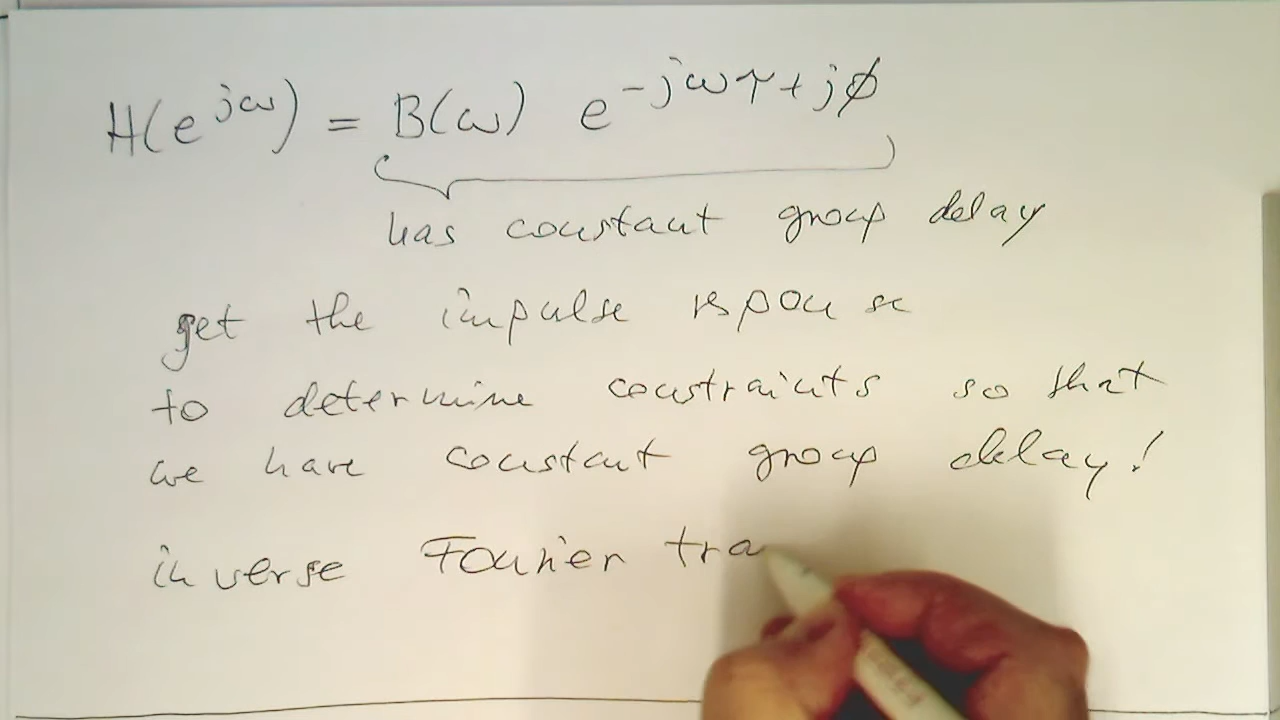 H(e^{jω}) = B(ω) e^{-jωτ+jϕ}
has constant group delay
get the impulse response
to determine constraints so that
we have constant group delay!
inverse Fourier tra